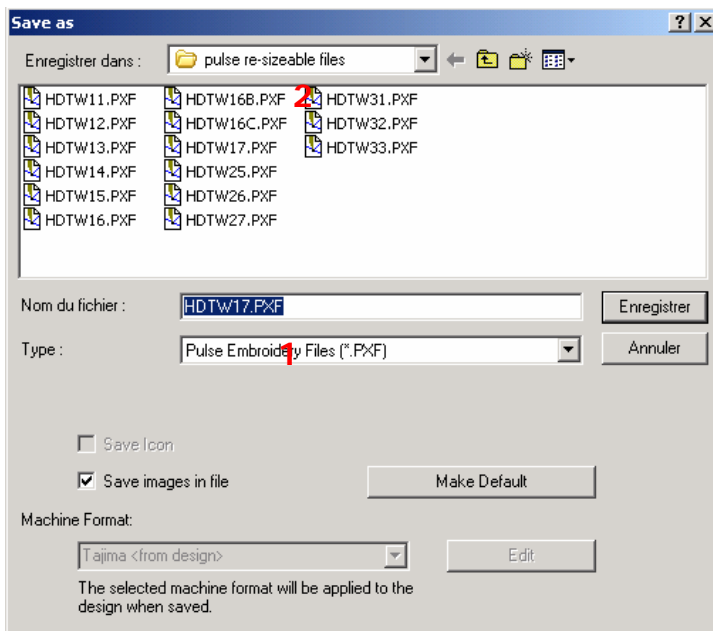 Save as
Enregistrer dans : pulse re-sizeable files
HDTW11.PXF HDTW16B.PXF 2 HDTW31.PXF
HDTW12.PXF HDTW16C.PXF HDTW32.PXF
HDTW13.PXF HDTW17.PXF HDTW33.PXF
HDTW14.PXF HDTW25.PXF
HDTW15.PXF HDTW26.PXF
HDTW16.PXF HDTW27.PXF
Nom du fichier : HDTW17.PXF Enregistrer
Type : Pulse Embroidery Files (*.PXF) Annuler
1
Save Icon
Save images in file Make Default
Machine Format:
Tajima <from design> Edit
The selected machine format will be applied to the
design when saved.